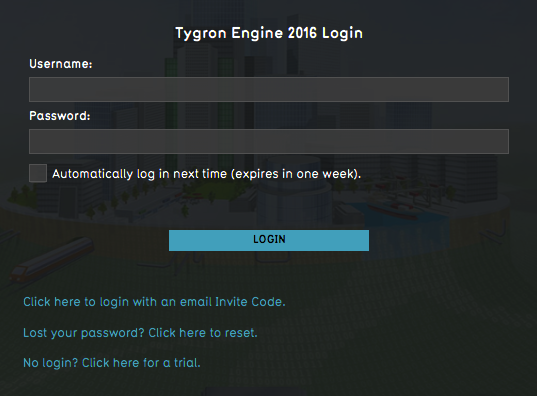 Tygron Engine 2016 Login
Username:
Password:
Automatically log in next time (expires in one week).
LOGIN
Click here to login with an email Invite Code.
Lost your password? Click here to reset.
No login? Click here for a trial.